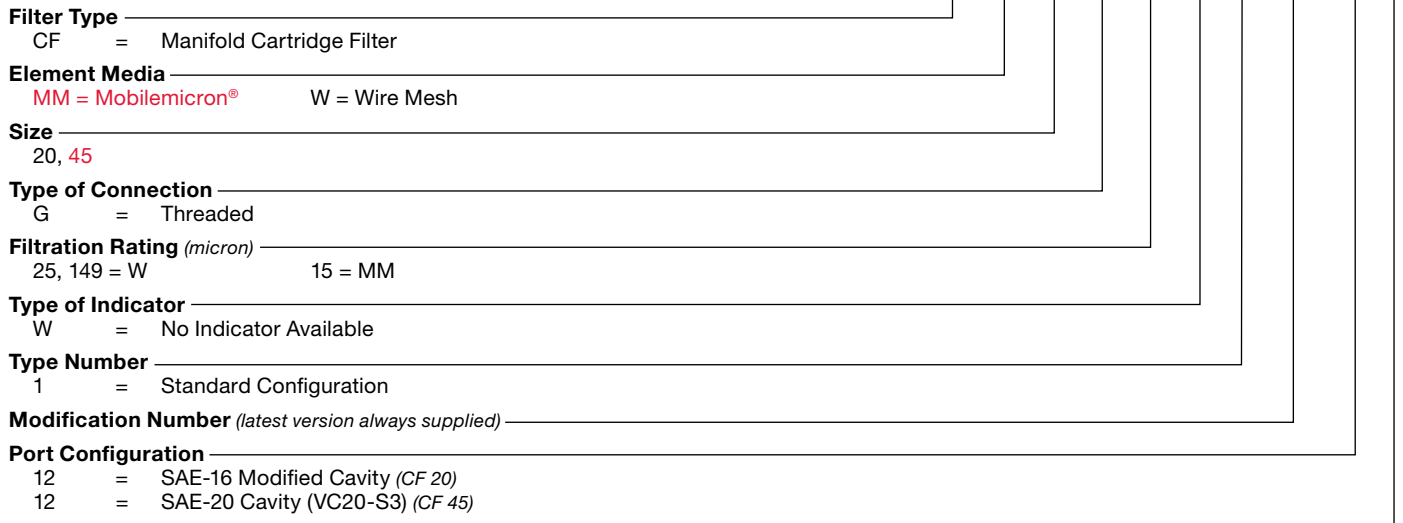 Filter Type
CF = Manifold Cartridge Filter
Element Media
MM = Mobilemicron® W = Wire Mesh
Size
20, 45
Type of Connection
G = Threaded
Filtration Rating (micron)
25, 149 = W 15 = MM
Type of Indicator
W = No Indicator Available
Type Number
1 = Standard Configuration
Modification Number (latest version always supplied)
Port Configuration
12 = SAE-16 Modified Cavity (CF 20)
12 = SAE-20 Cavity (VC20-S3) (CF 45)